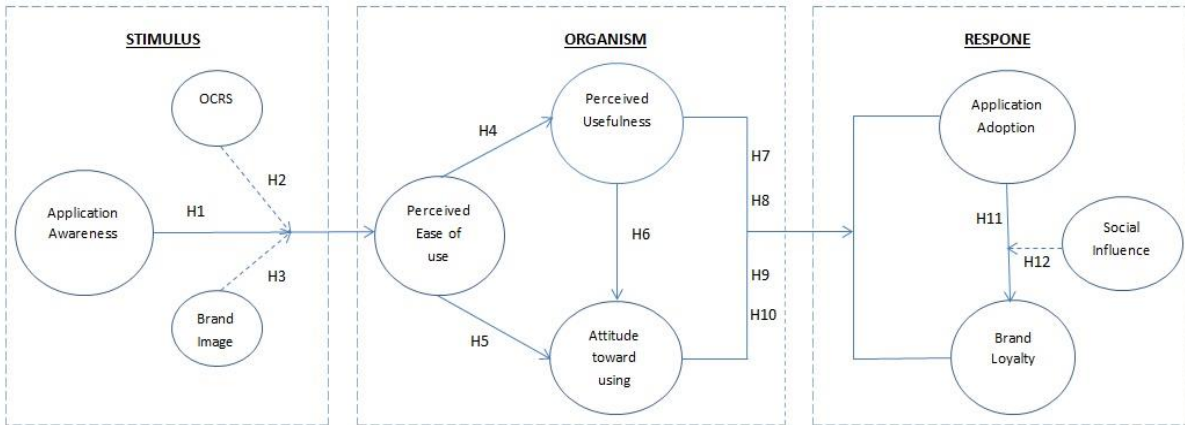 STIMULUS
OCRS
H2
Application
Awareness
H1
H3
Brand
Image
ORGANISM
Perceived
Usefulness
H4
Perceived
Ease of
use
H6
H5
Attitude
toward
using
H7
H8
H9
H10
RESPONE
Application
Adoption
H11
Social
Influence
H12
Brand
Loyalty